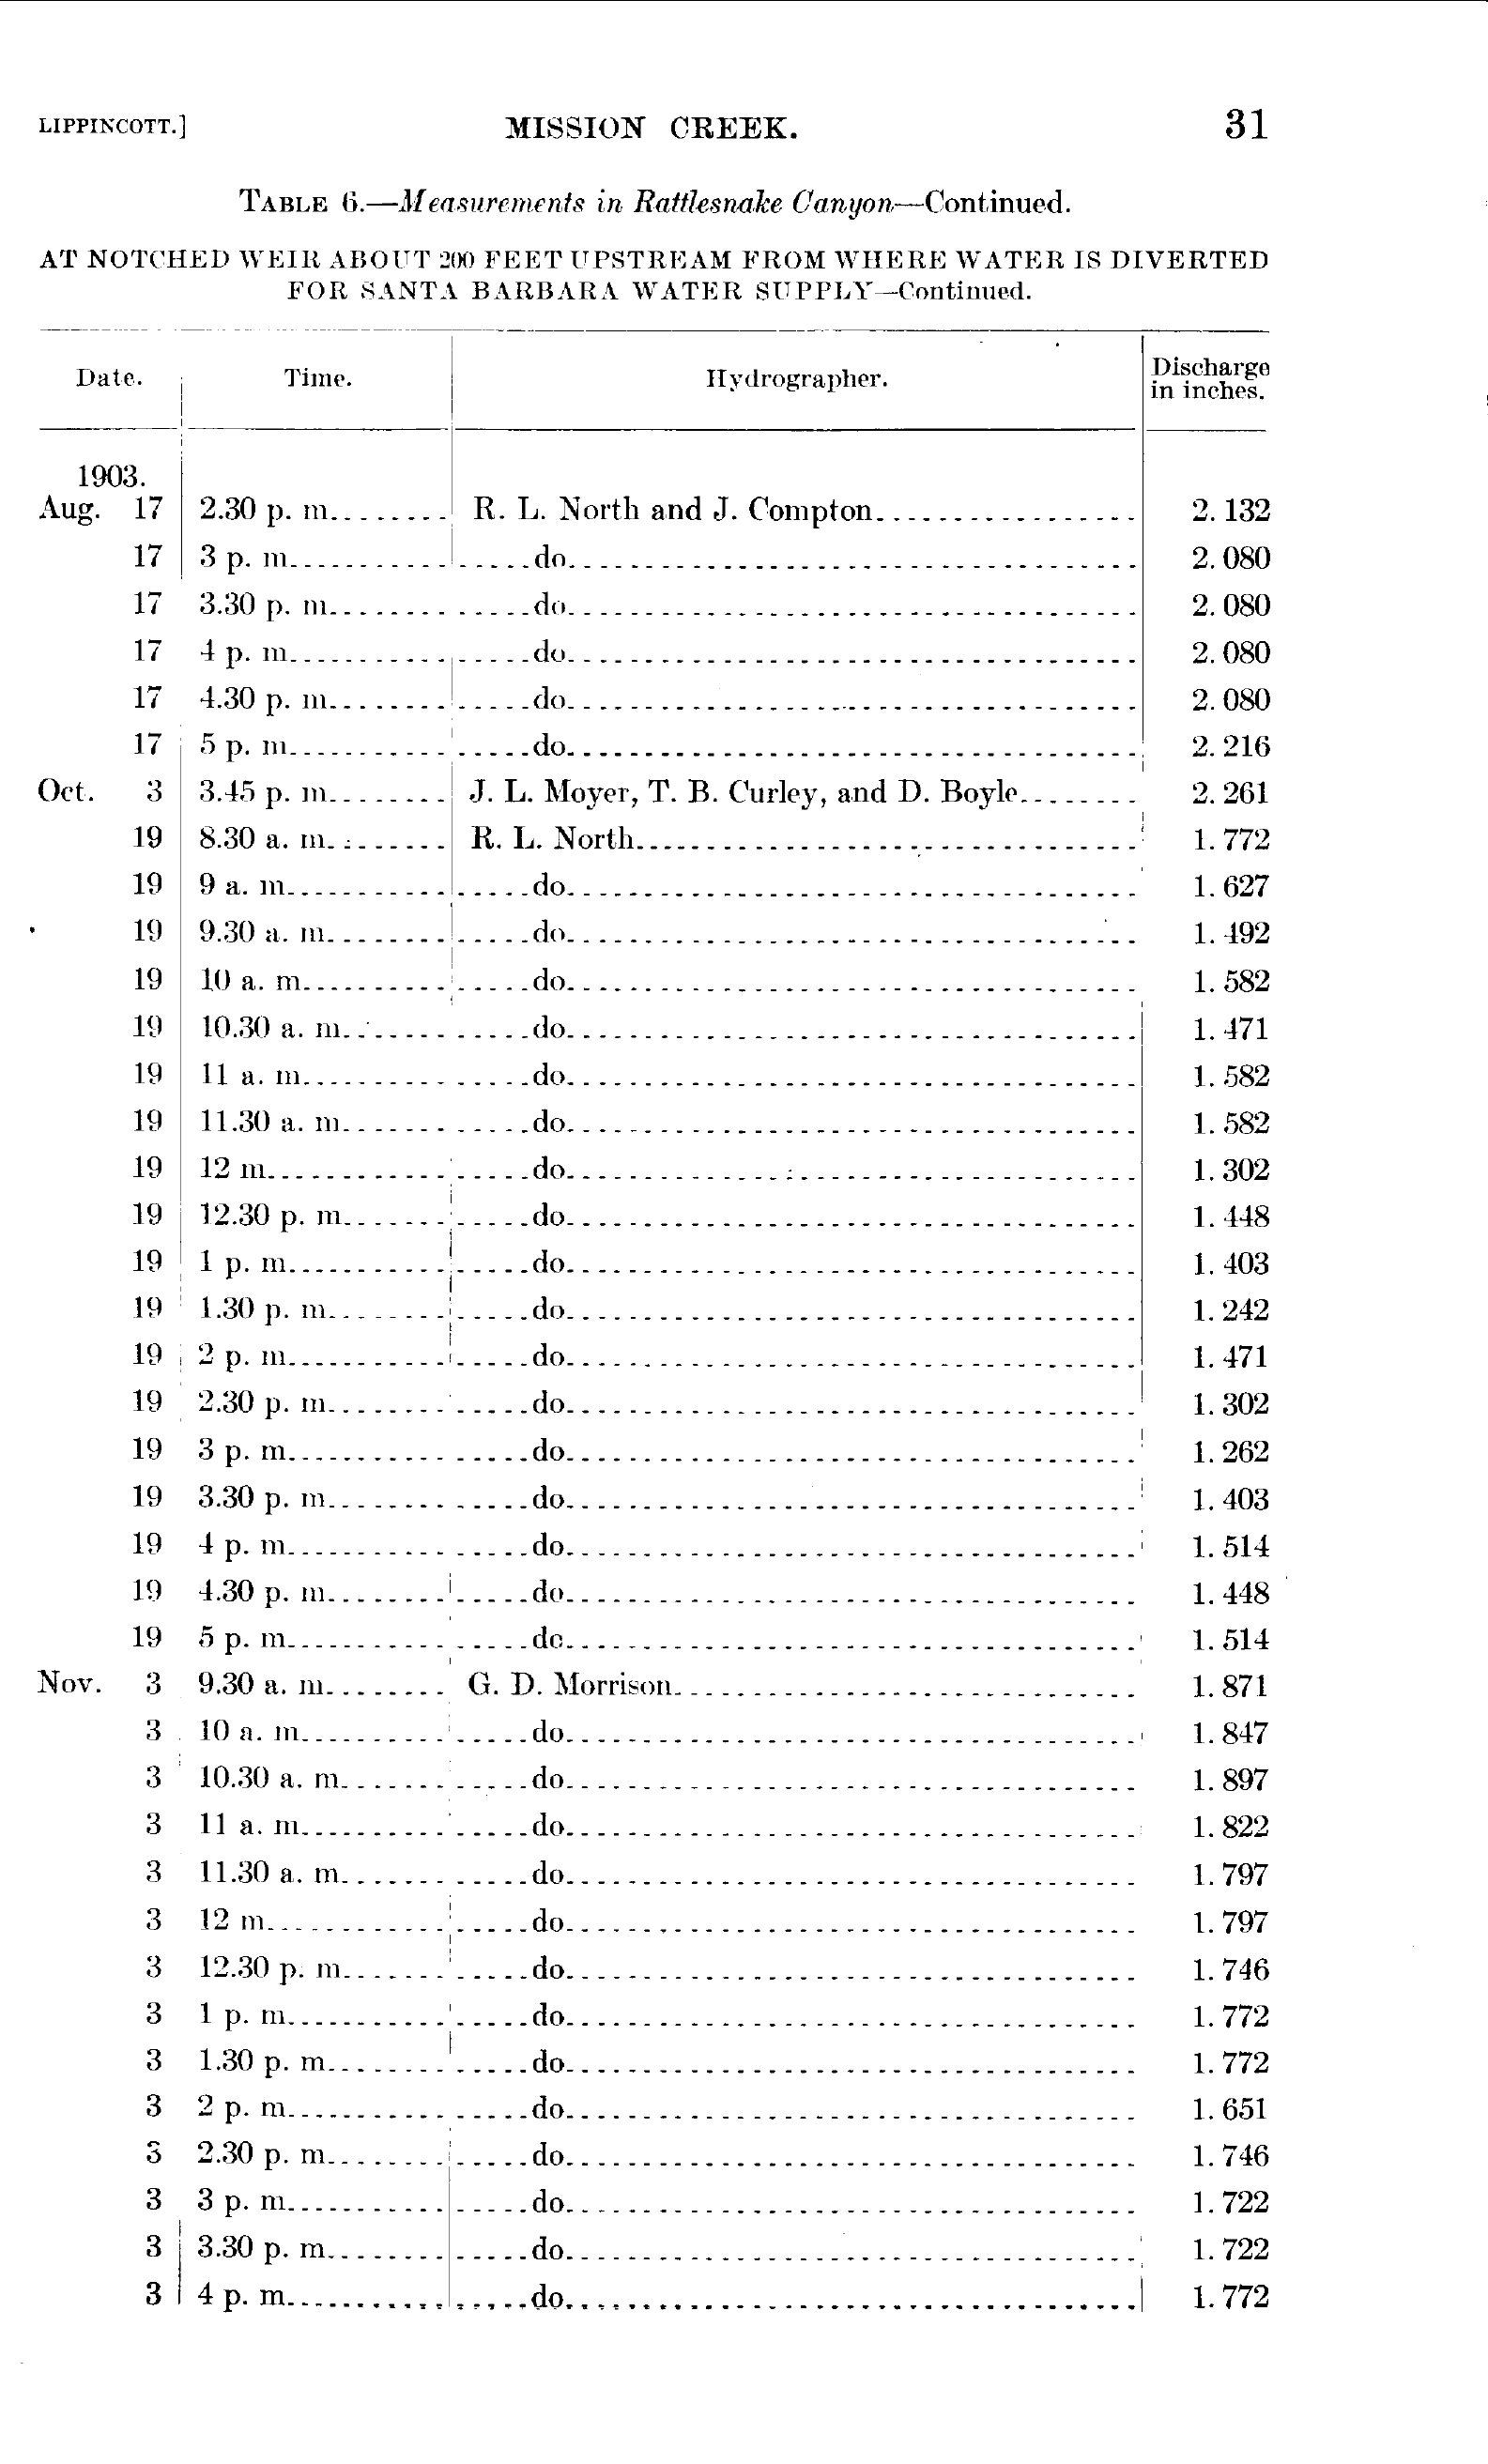 LIPPINCOTT.] MISSION CREEK. 31
TABLE 6.—Measurements in Rattlesnake Canyon—Continued.
AT NOTCHED WEIR ABOUT 200 FEET UPSTREAM FROM WHERE WATER IS DIVERTED
FOR SANTA BARBARA WATER SUPPLY—Continued.
Date. Time. Hydrographer. Discharge in inches.
1903.
Aug. 17 2.30 p. m. R. L. North and J. Compton. 2.132
17 3 p. m. do. 2.080
17 3.30 p. m. do. 2.080
17 4 p. m. do. 2.080
17 4.30 p. m. do. 2.080
17 5 p. m. do. 2.216
Oct. 3 3.45 p. m. J. L. Moyer, T. B. Curley, and D. Boyle. 2.261
19 8.30 a. m. R. L. North. 1.772
19 9 a. m. do. 1.627
19 9.30 a. m. do. 1.492
19 10 a. m. do. 1.582
19 10.30 a. m. do. 1.471
19 11 a. m. do. 1.582
19 11.30 a. m. do. 1.582
19 12 m. do. 1.302
19 12.30 p. m. do. 1.448
19 1 p. m. do. 1.403
19 1.30 p. m. do. 1.242
19 2 p. m. do. 1.471
19 2.30 p. m. do. 1.302
19 3 p. m. do. 1.262
19 3.30 p. m. do. 1.403
19 4 p. m. do. 1.514
19 4.30 p. m. do. 1.448
19 5 p. m. do. 1.514
Nov. 3 9.30 a. m. G. D. Morrison. 1.871
3 10 a. m. do. 1.847
3 10.30 a. m. do. 1.897
3 11 a. m. do. 1.822
3 11.30 a. m. do. 1.797
3 12 m. do. 1.797
3 12.30 p. m. do. 1.746
3 1 p. m. do. 1.772
3 1.30 p. m. do. 1.772
3 2 p. m. do. 1.651
3 2.30 p. m. do. 1.746
3 3 p. m. do. 1.722
3 3.30 p. m. do. 1.722
3 4 p. m. do. 1.772